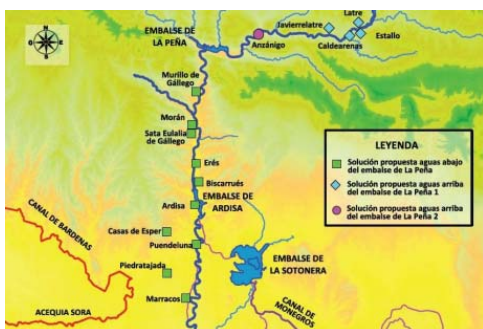 Latre
Javierrelatre
EMBALSE DE
LA PEÑA
Anzánigo
Caldearenas
Estallo
N
O
E
S
Murillo de
Gállego
Morán
Sata Eulalia
de Gállego
Erés
Biscarrués
Ardisa
EMBALSE DE
ARDISA
Casas de Esper
Puendeluna
Piedratajada
Marracos
CANAL DE BARDENAS
ACEQUIA SORA
EMBALSE DE
LA SOTONERA
CANAL DE
MONEGROS
LEYENDA
Solución propuesta aguas abajo
del embalse de La Peña
Solución propuesta aguas arriba
del embalse de La Peña 1
Solución propuesta aguas arriba
del embalse de La Peña 2